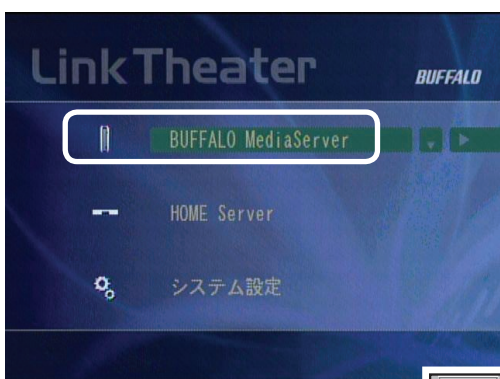 LinkTheater
BUFFALO
BUFFALO MediaServer
HOME Server
システム設定